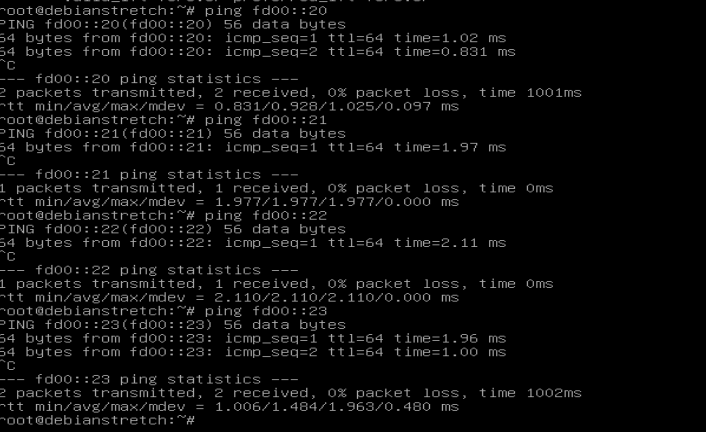 root@debianstretch:~# ping fd00::20
PING fd00::20(fd00::20) 56 data bytes
64 bytes from fd00::20: icmp_seq=1 ttl=64 time=1.02 ms
64 bytes from fd00::20: icmp_seq=2 ttl=64 time=0.831 ms
^C
--- fd00::20 ping statistics ---
2 packets transmitted, 2 received, 0% packet loss, time 1001ms
rtt min/avg/max/mdev = 0.831/0.928/1.025/0.097 ms
root@debianstretch:~# ping fd00::21
PING fd00::21(fd00::21) 56 data bytes
64 bytes from fd00::21: icmp_seq=1 ttl=64 time=1.97 ms
^C
--- fd00::21 ping statistics ---
1 packets transmitted, 1 received, 0% packet loss, time 0ms
rtt min/avg/max/mdev = 1.977/1.977/1.977/0.000 ms
root@debianstretch:~# ping fd00::22
PING fd00::22(fd00::22) 56 data bytes
64 bytes from fd00::22: icmp_seq=1 ttl=64 time=2.11 ms
^C
--- fd00::22 ping statistics ---
1 packets transmitted, 1 received, 0% packet loss, time 0ms
rtt min/avg/max/mdev = 2.110/2.110/2.110/0.000 ms
root@debianstretch:~# ping fd00::23
PING fd00::23(fd00::23) 56 data bytes
64 bytes from fd00::23: icmp_seq=1 ttl=64 time=1.96 ms
64 bytes from fd00::23: icmp_seq=2 ttl=64 time=1.00 ms
^C
--- fd00::23 ping statistics ---
2 packets transmitted, 2 received, 0% packet loss, time 1002ms
rtt min/avg/max/mdev = 1.006/1.484/1.963/0.480 ms
root@debianstretch:~#